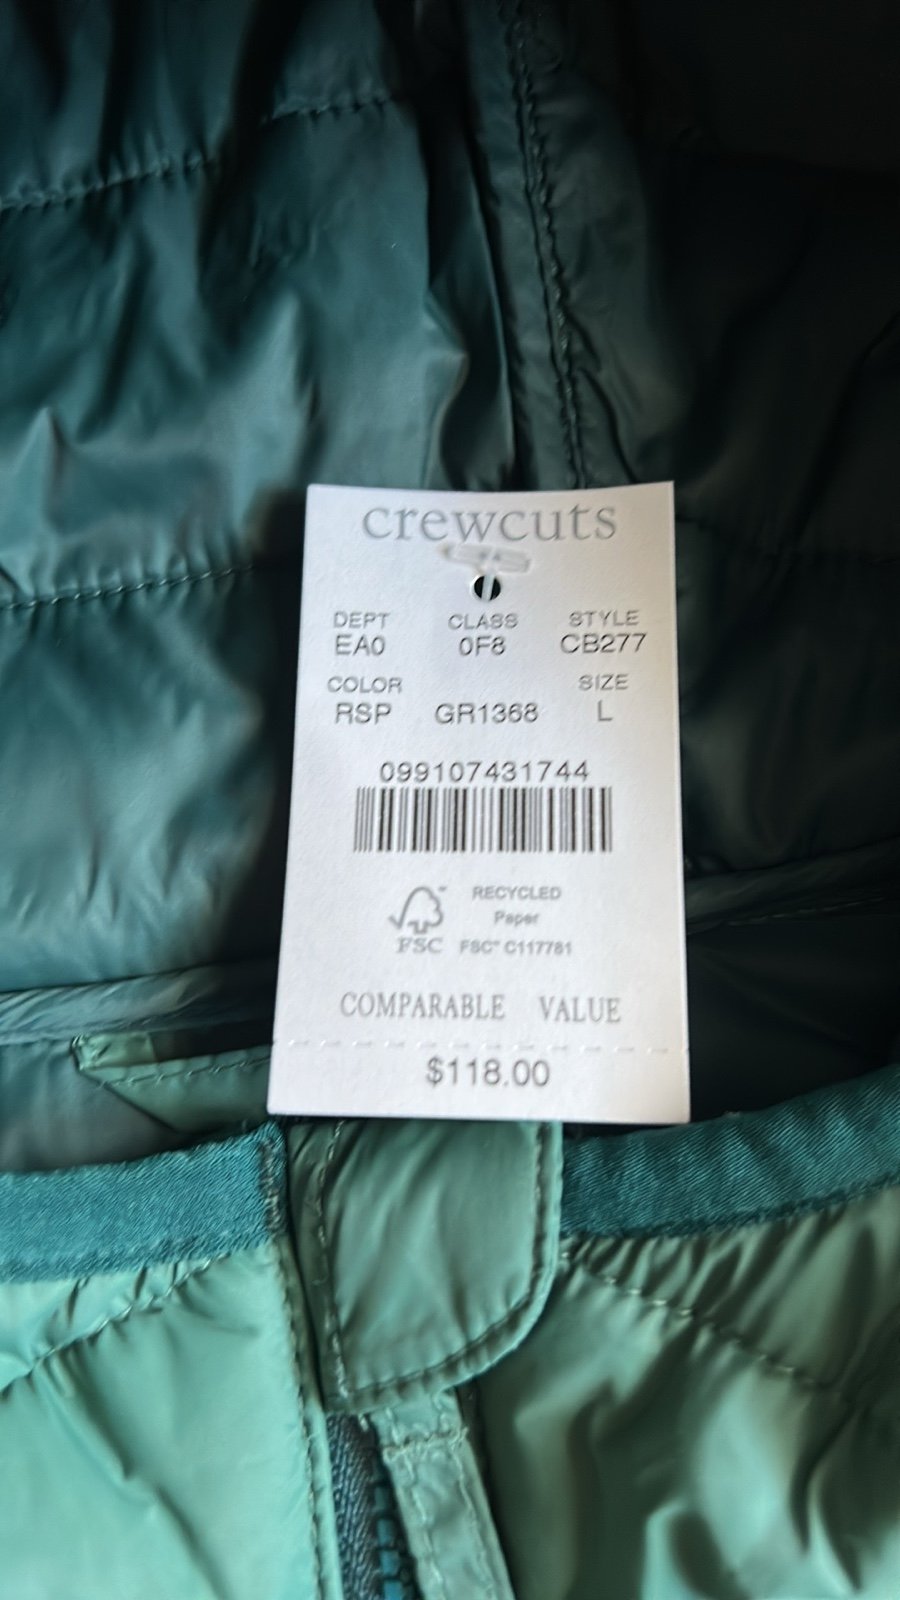 crewcuts
DEPT CLASS STYLE
EA0 0F8 CB277
COLOR SIZE
RSP GR1368 L
099107431744
RECYCLED
Paper
FSC FSC® C117781
COMPARABLE VALUE
$118.00